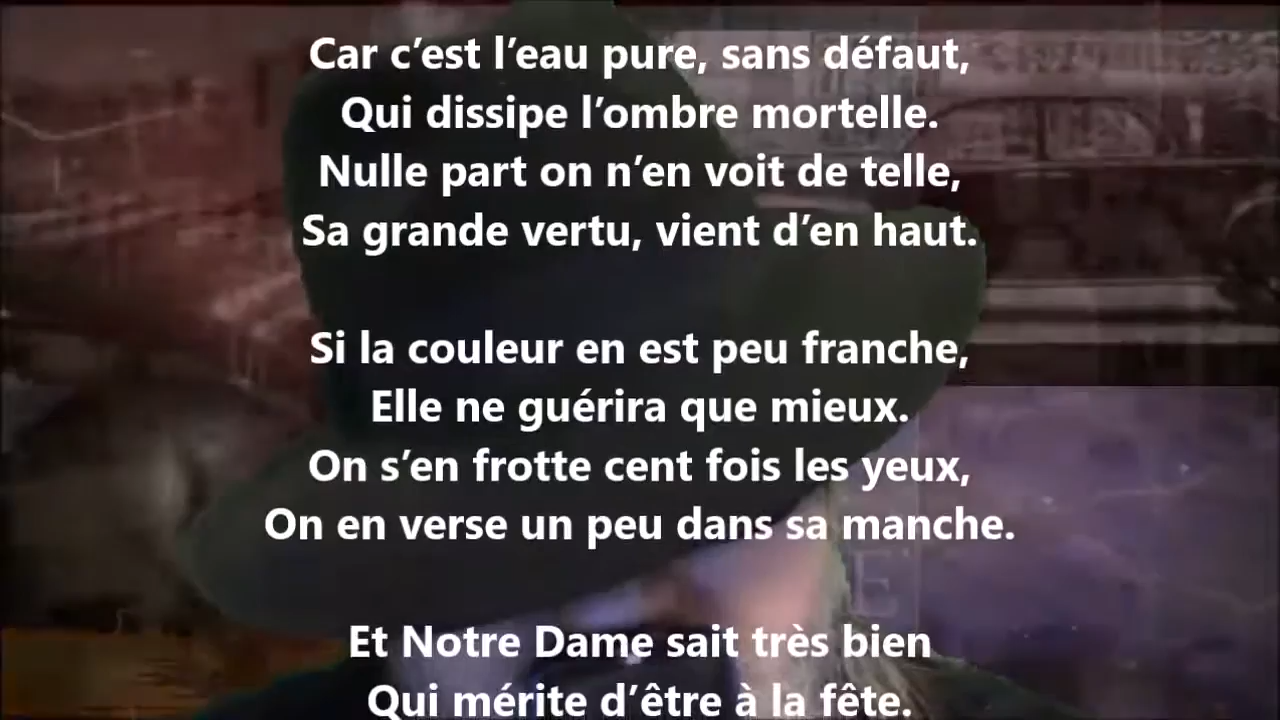 Car c’est l’eau pure, sans défaut,
Qui dissipe l’ombre mortelle.
Nulle part on n’en voit de telle,
Sa grande vertu, vient d’en haut.
Si la couleur en est peu franche,
Elle ne guérira que mieux.
On s’en frotte cent fois les yeux,
On en verse un peu dans sa manche.
Et Notre Dame sait très bien
Qui mérite d’être à la fête.